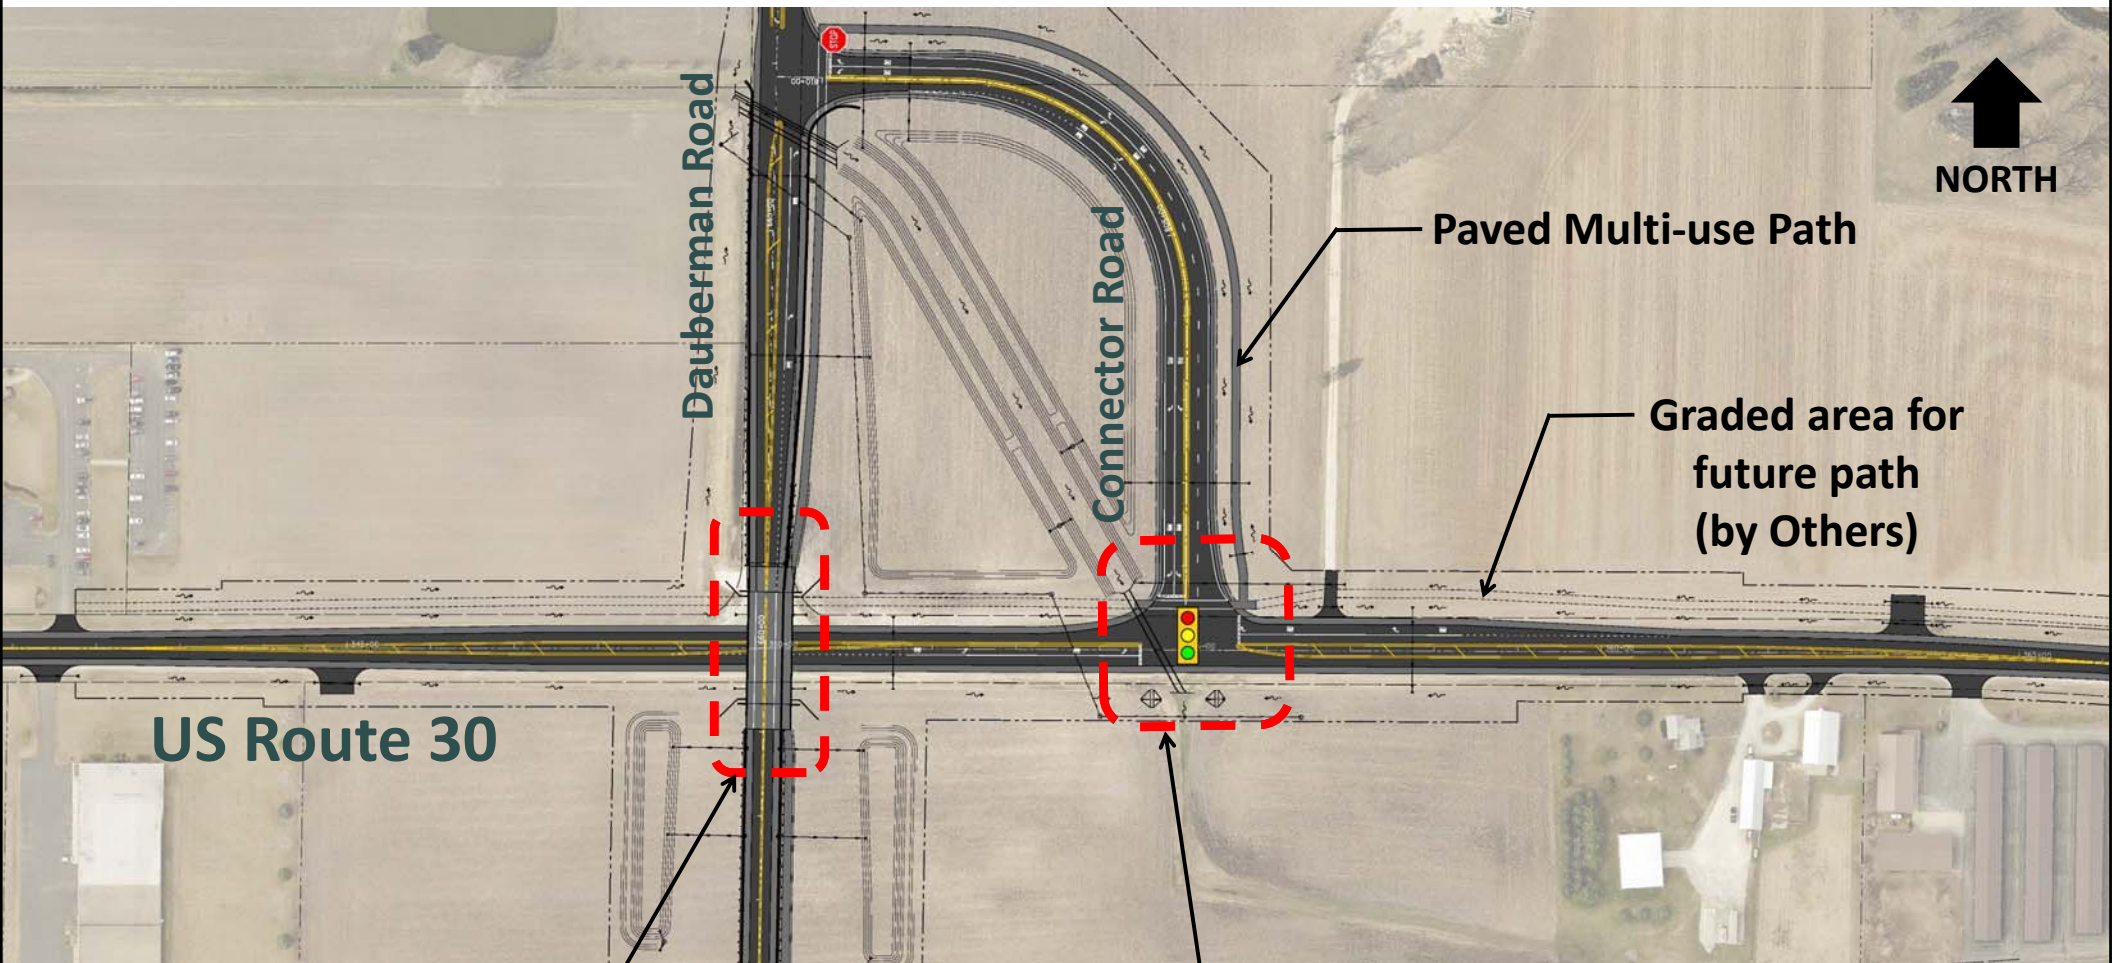 STOP
NORTH
Dauberman Road
Connector Road
Paved Multi-use Path
Graded area for
future path
(by Others)
US Route 30